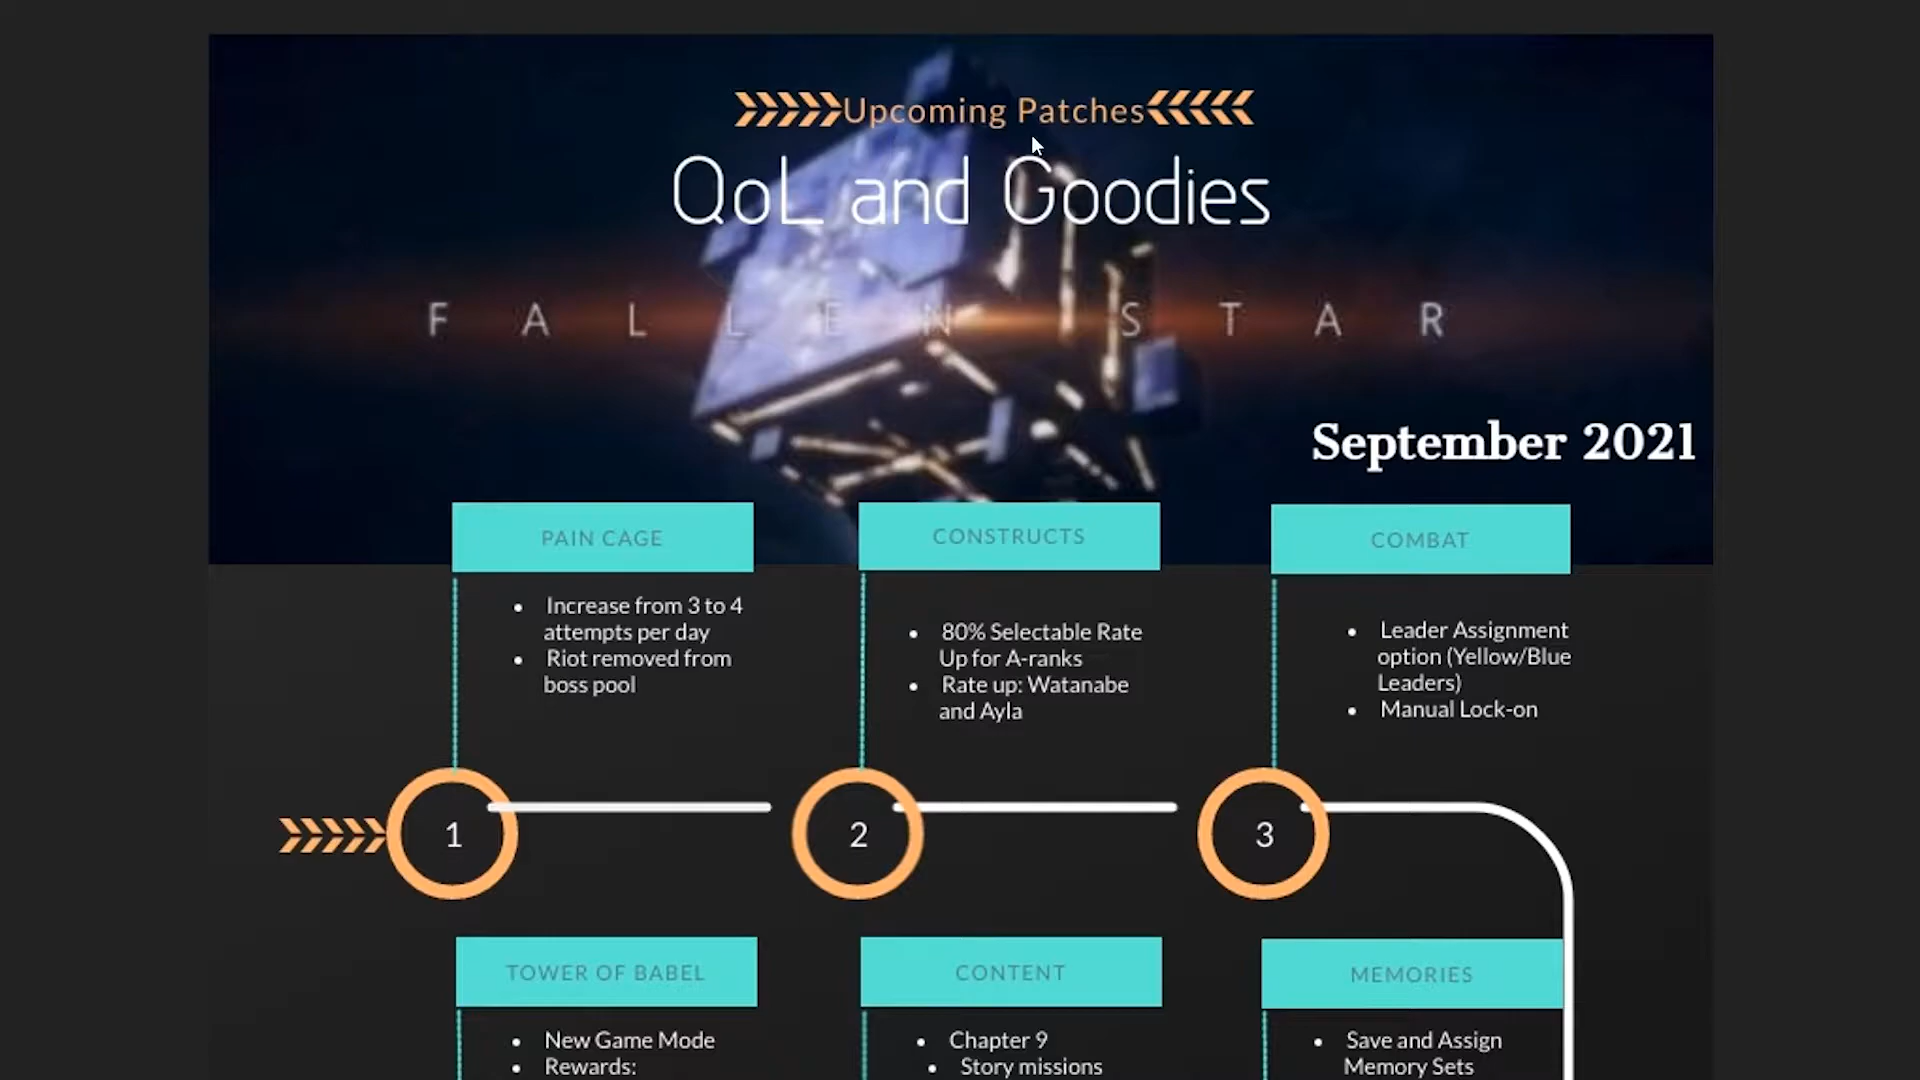 Upcoming Patches
QoL and Goodies
FALLEN STAR
September 2021
PAIN CAGE
• Increase from 3 to 4
attempts per day
• Riot removed from
boss pool
CONSTRUCTS
• 80% Selectable Rate
Up for A-ranks
• Rate up: Watanabe
and Ayla
COMBAT
• Leader Assignment
option (Yellow/Blue
Leaders)
• Manual Lock-on
1
2
3
TOWER OF BABEL
• New Game Mode
• Rewards:
CONTENT
• Chapter 9
• Story missions
MEMORIES
• Save and Assign
Memory Sets